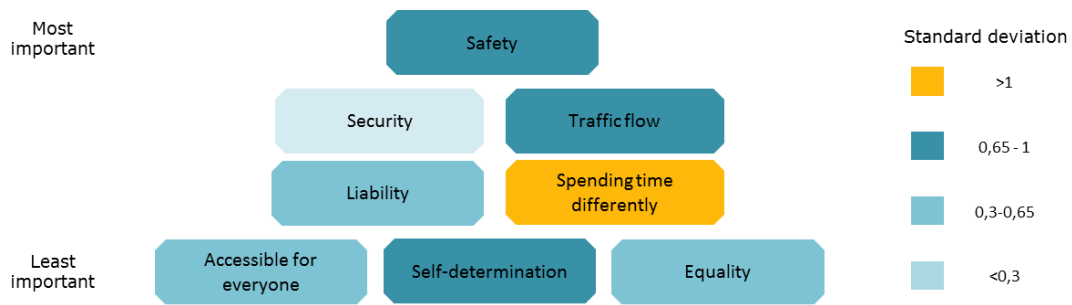 Most
important
Safety
Standard deviation
>1
Security
Traffic flow
0,65 - 1
Liability
Spending time
differently
0,3-0,65
Least
important
Accessible for
everyone
Self-determination
Equality
<0,3